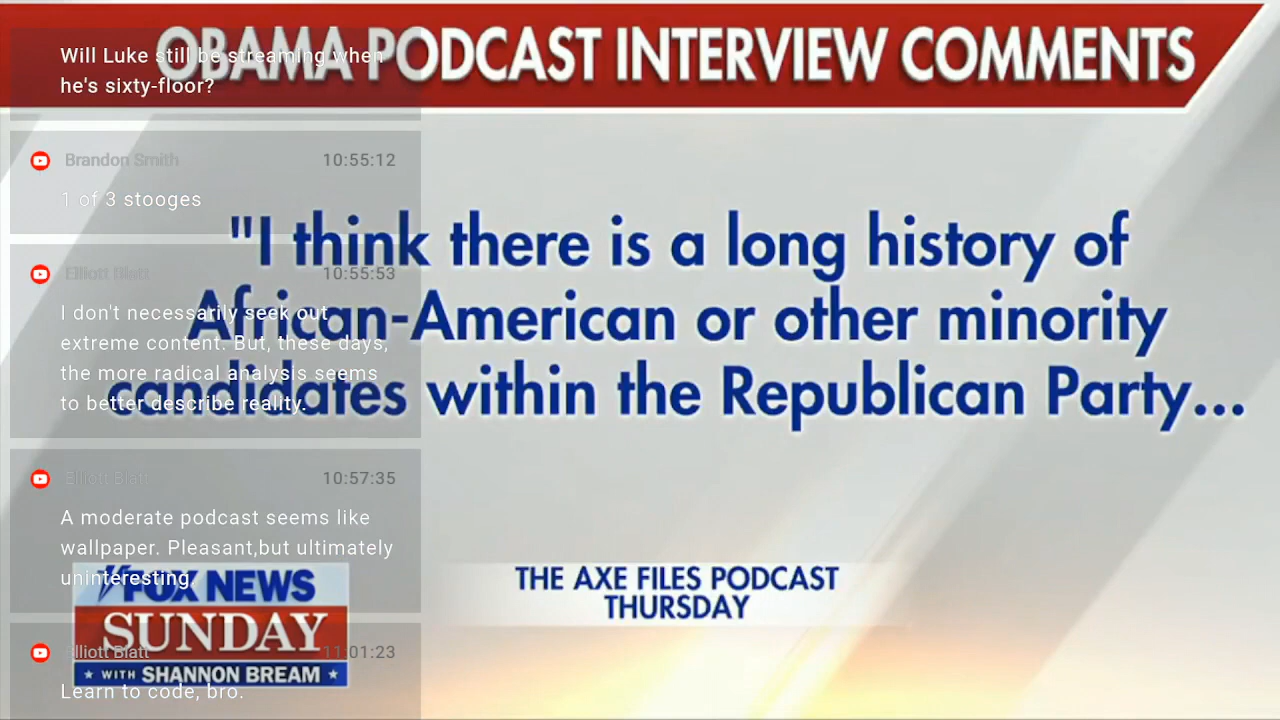 OBAMA PODCAST INTERVIEW COMMENTS
Will Luke still be streaming when
he's sixty-floor?
Brandon Smith 10:55:12
1 of 3 stooges
Elliott Blatt 10:55:53
I don't necessarily seek out
extreme content. But, these days,
the more radical analysis seems
to better describe reality.
Elliott Blatt 10:57:35
A moderate podcast seems like
wallpaper. Pleasant,but ultimately
uninteresting.
Elliott Blatt 11:01:23
Learn to code, bro.
"I think there is a long history of
African-American or other minority
candidates within the Republican Party...
THE AXE FILES PODCAST
THURSDAY
FOX NEWS
SUNDAY
WITH SHANNON BREAM